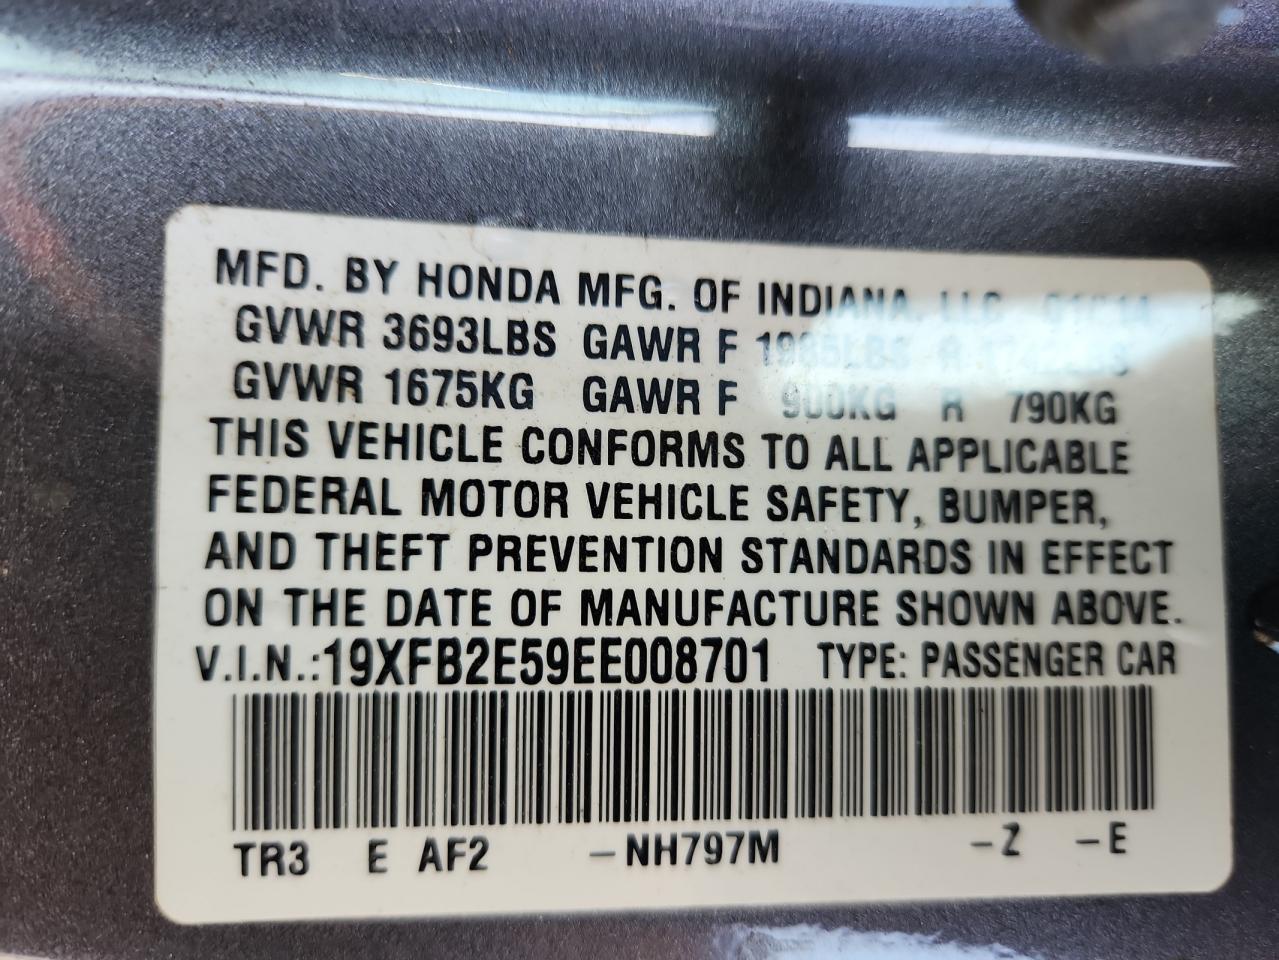 MFD. BY HONDA MFG. OF INDIANA, LLC
GVWR 3693LBS GAWR F 1985LBS R
GVWR 1675KG GAWR F 900KG R 790KG
THIS VEHICLE CONFORMS TO ALL APPLICABLE
FEDERAL MOTOR VEHICLE SAFETY, BUMPER,
AND THEFT PREVENTION STANDARDS IN EFFECT
ON THE DATE OF MANUFACTURE SHOWN ABOVE.
V.I.N.:19XFB2E59EE008701 TYPE: PASSENGER CAR
TR3 E AF2 –NH797M –Z –E